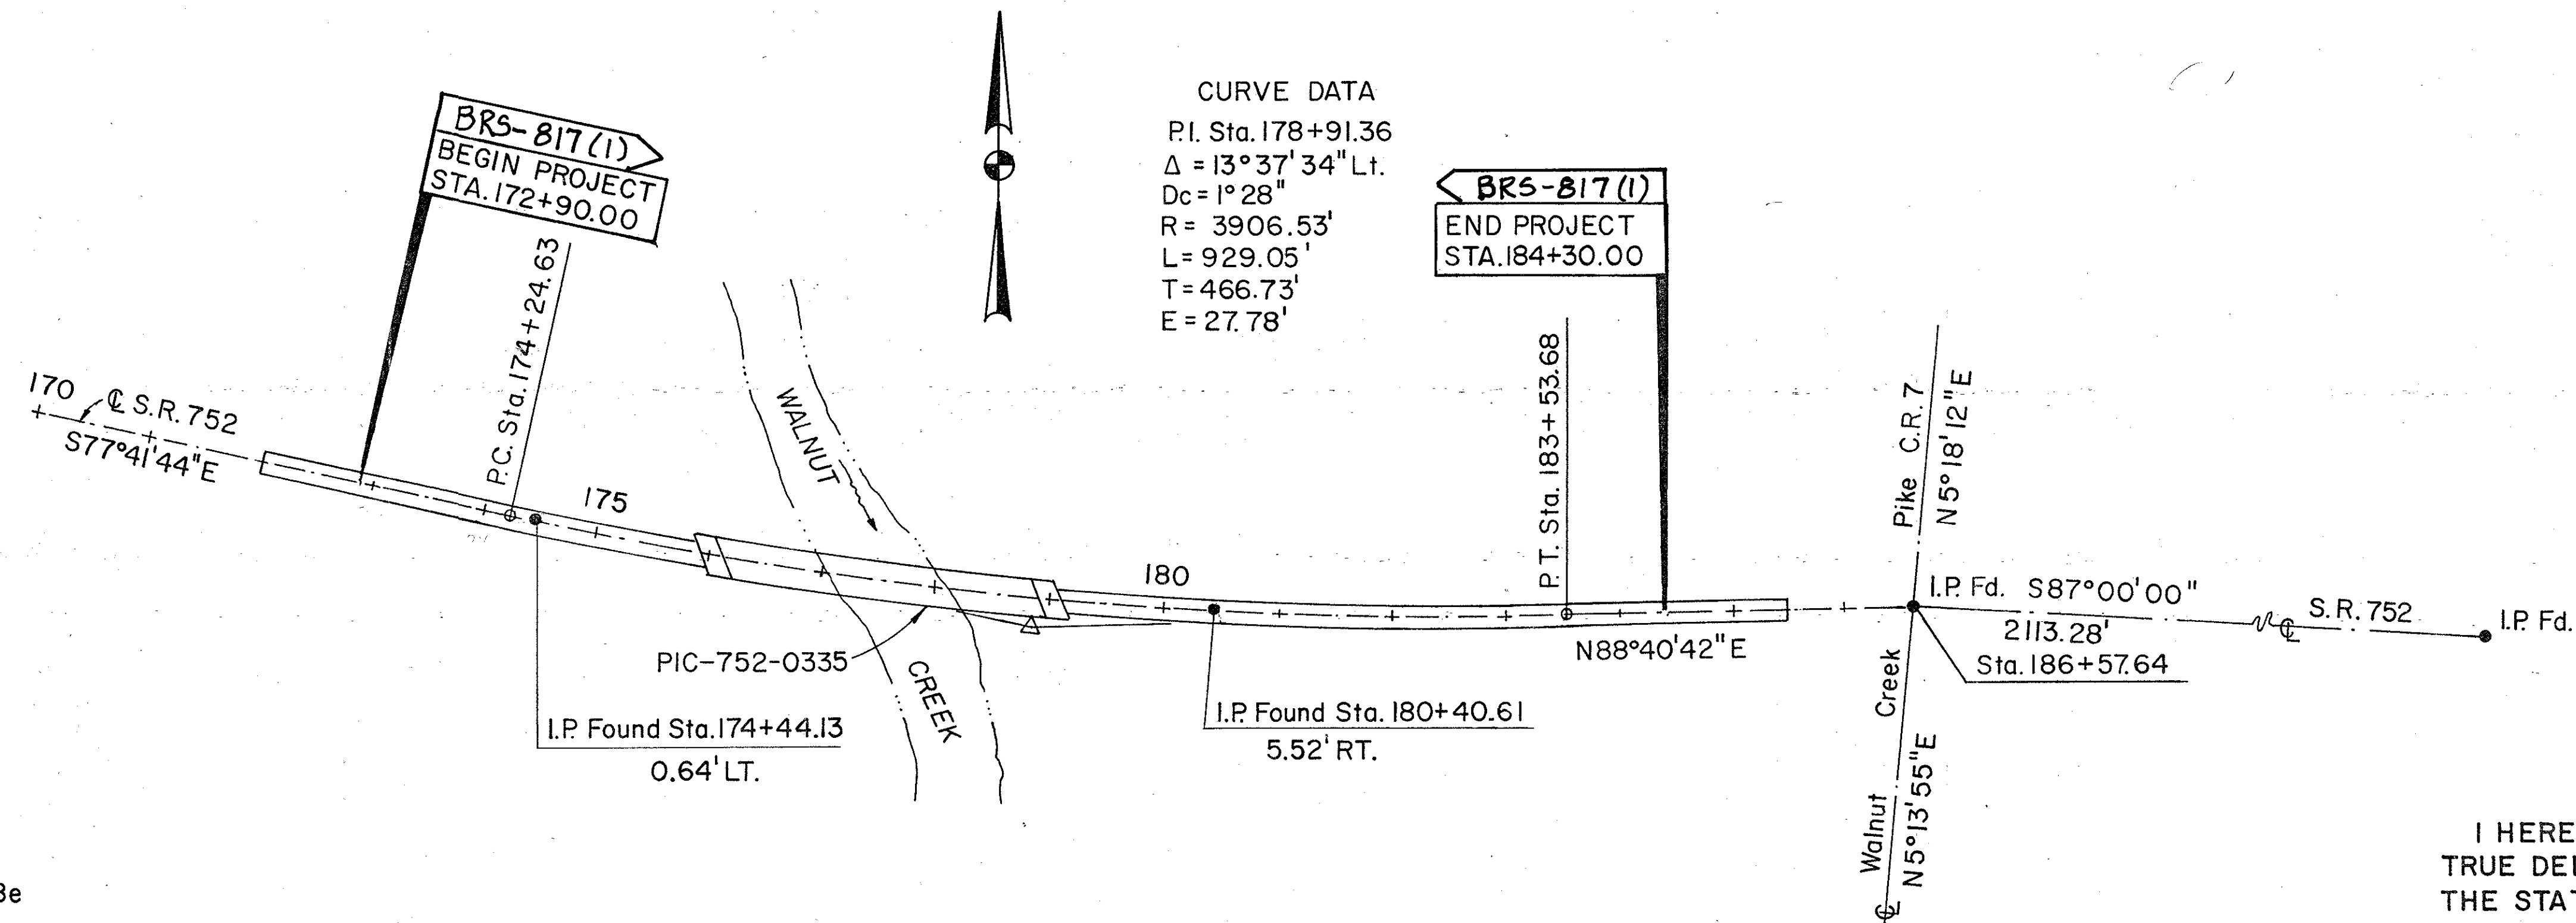 CURVE DATA
P.I. Sta. 178+91.36
Δ = 13°37'34" Lt.
Dc = 1°28"
R = 3906.53'
L = 929.05'
T = 466.73'
E = 27.78'
BRS-817(1)
BEGIN PROJECT
STA. 172+90.00
BRS-817(1)
END PROJECT
STA. 184+30.00
P.C. Sta. 174+24.63
P.T. Sta. 183+53.68
170
℄ S.R. 752
S77°41'44"E
175
WALNUT
CREEK
180
PIC-752-0335
I.P. Found Sta. 174+44.13
0.64' LT.
I.P. Found Sta. 180+40.61
5.52' RT.
N88°40'42"E
Pike C.R. 7
N5°18'12"E
I.P. Fd. S87°00'00"
2113.28'
Sta. 186+57.64
℄ S.R. 752
I.P. Fd.
℄ Walnut Creek
N5°13'55"E
I HERE
TRUE DE
THE STAT
3e